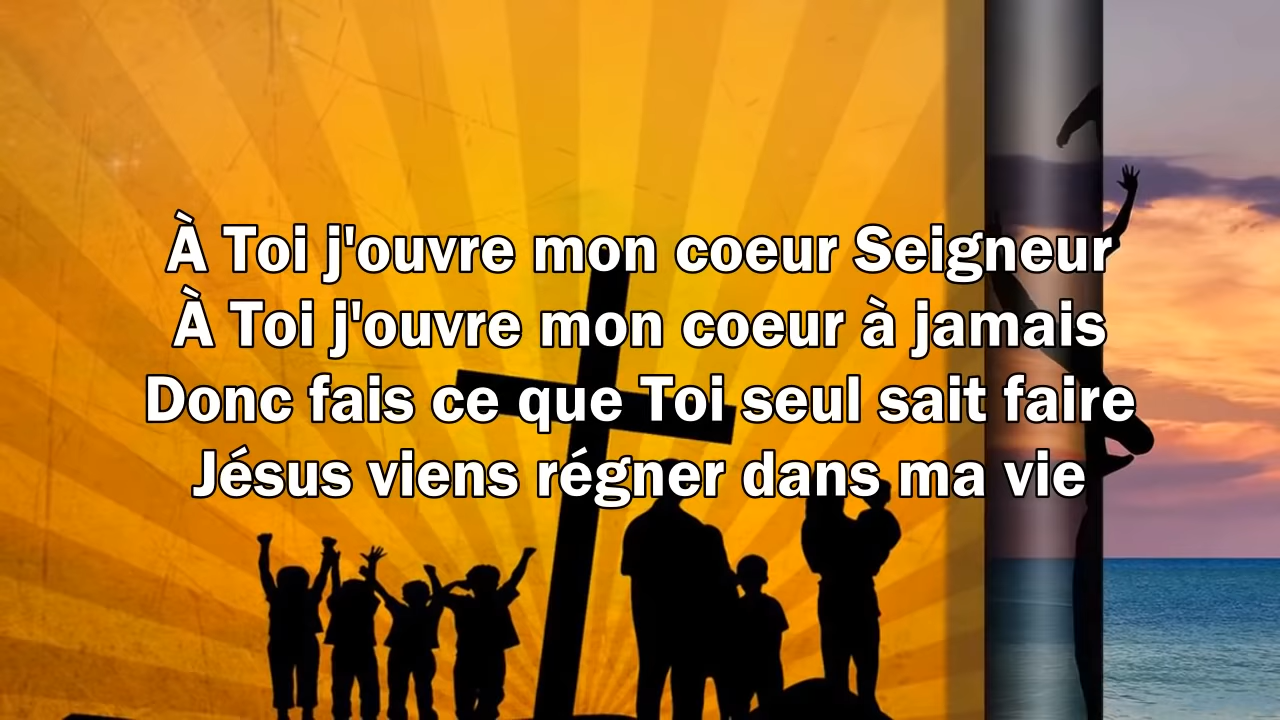 À Toi j'ouvre mon coeur Seigneur
À Toi j'ouvre mon coeur à jamais
Donc fais ce que Toi seul sait faire
Jésus viens régner dans ma vie